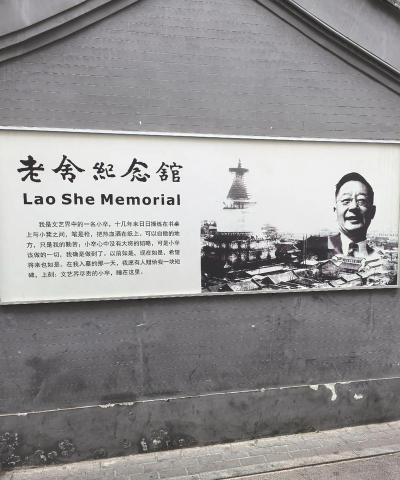 老舍纪念馆
Lao She Memorial
我是文艺界中的一名小卒，十几年来日日操练在书桌
上与小凳之间，笔是枪，把热血洒在纸上。可以自傲的地
方，只是我的勤苦；小卒心中没有大将的韬略，可是小卒
该做的一切，我确是做到了。以前如是，现在如是，希望
将来也如是。在我入墓的那一天，我愿有人赠给我一块短
碑，上刻：文艺界尽责的小卒，睡在这里。